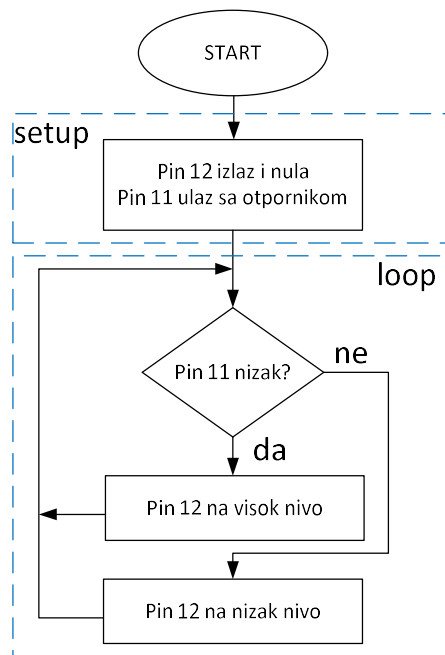 START
setup
Pin 12 izlaz i nula
Pin 11 ulaz sa otpornikom
loop
Pin 11 nizak?
ne
da
Pin 12 na visok nivo
Pin 12 na nizak nivo